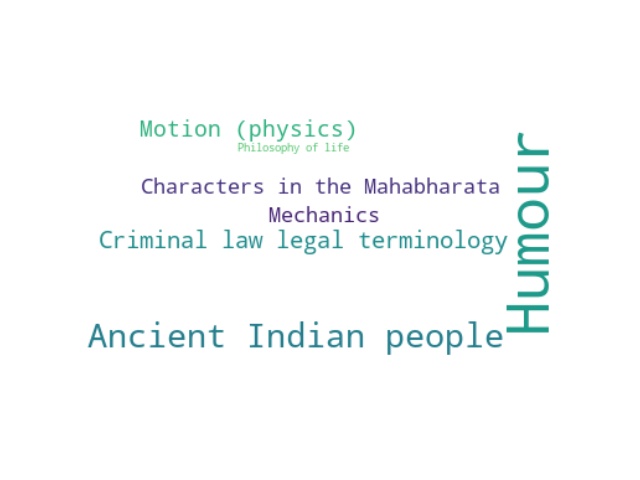 Motion (physics)
Philosophy of life
Characters in the Mahabharata
Mechanics
Criminal law legal terminology
Humour
Ancient Indian people